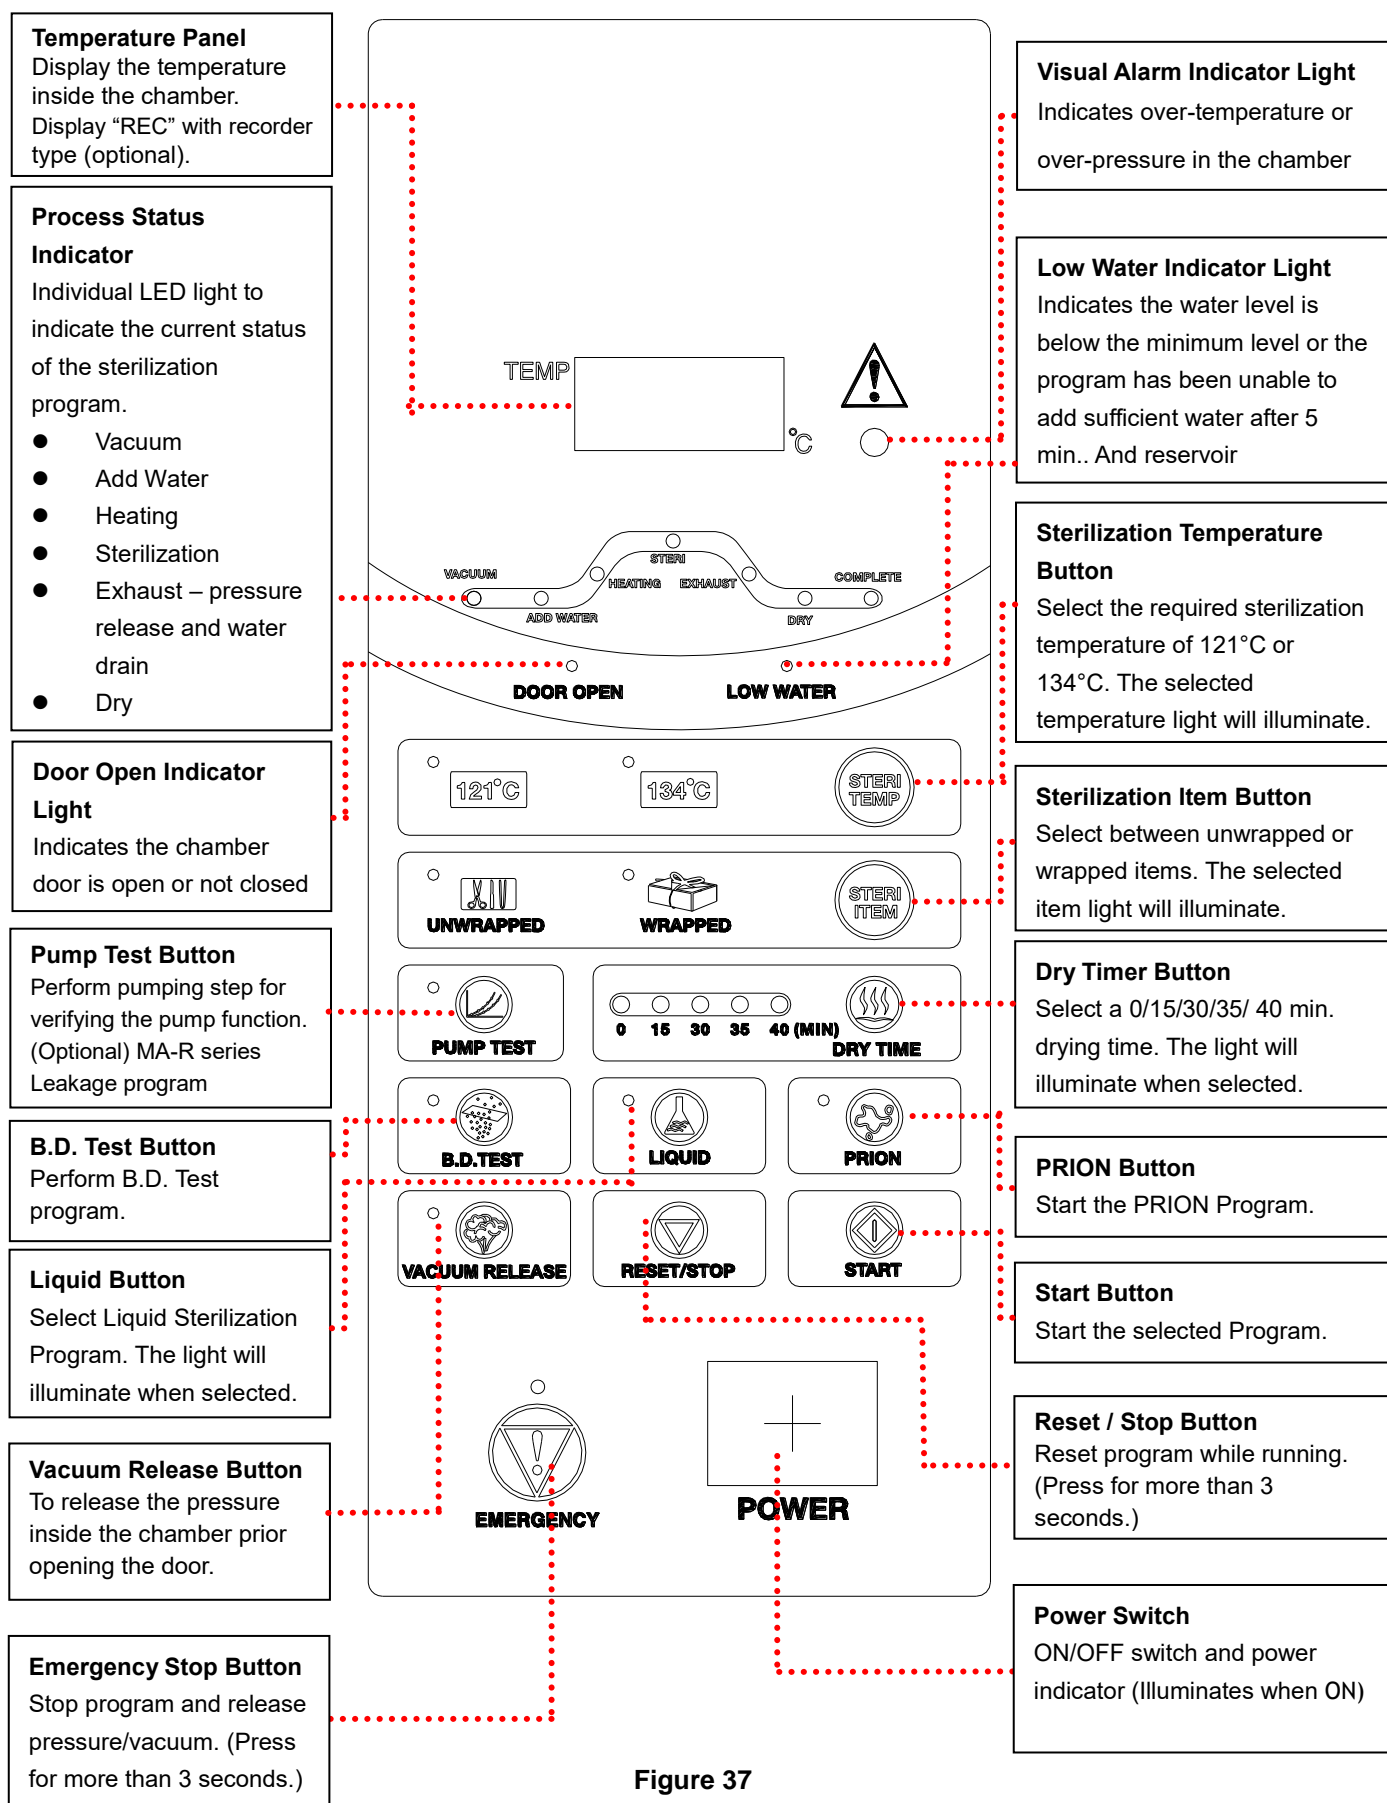 Temperature Panel
Display the temperature
inside the chamber.
Display “REC” with recorder
type (optional).
Process Status
Indicator
Individual LED light to
indicate the current status
of the sterilization
program.
● Vacuum
● Add Water
● Heating
● Sterilization
● Exhaust – pressure
release and water
drain
● Dry
Door Open Indicator
Light
Indicates the chamber
door is open or not closed
Pump Test Button
Perform pumping step for
verifying the pump function.
(Optional) MA-R series
Leakage program
B.D. Test Button
Perform B.D. Test
program.
Liquid Button
Select Liquid Sterilization
Program. The light will
illuminate when selected.
Vacuum Release Button
To release the pressure
inside the chamber prior
opening the door.
Emergency Stop Button
Stop program and release
pressure/vacuum. (Press
for more than 3 seconds.)
TEMP
°C
STERI
VACUUM
HEATING EXHAUST
COMPLETE
ADD WATER
DRY
DOOR OPEN
LOW WATER
121°C
134°C
STERI
TEMP
UNWRAPPED
WRAPPED
STERI
ITEM
PUMP TEST
0 15 30 35 40 (MIN)
DRY TIME
B.D.TEST
LIQUID
PRION
VACUUM RELEASE
RESET/STOP
START
EMERGENCY
POWER
Visual Alarm Indicator Light
Indicates over-temperature or
over-pressure in the chamber
Low Water Indicator Light
Indicates the water level is
below the minimum level or the
program has been unable to
add sufficient water after 5
min.. And reservoir
Sterilization Temperature
Button
Select the required sterilization
temperature of 121°C or
134°C. The selected
temperature light will illuminate.
Sterilization Item Button
Select between unwrapped or
wrapped items. The selected
item light will illuminate.
Dry Timer Button
Select a 0/15/30/35/ 40 min.
drying time. The light will
illuminate when selected.
PRION Button
Start the PRION Program.
Start Button
Start the selected Program.
Reset / Stop Button
Reset program while running.
(Press for more than 3
seconds.)
Power Switch
ON/OFF switch and power
indicator (Illuminates when ON)
Figure 37